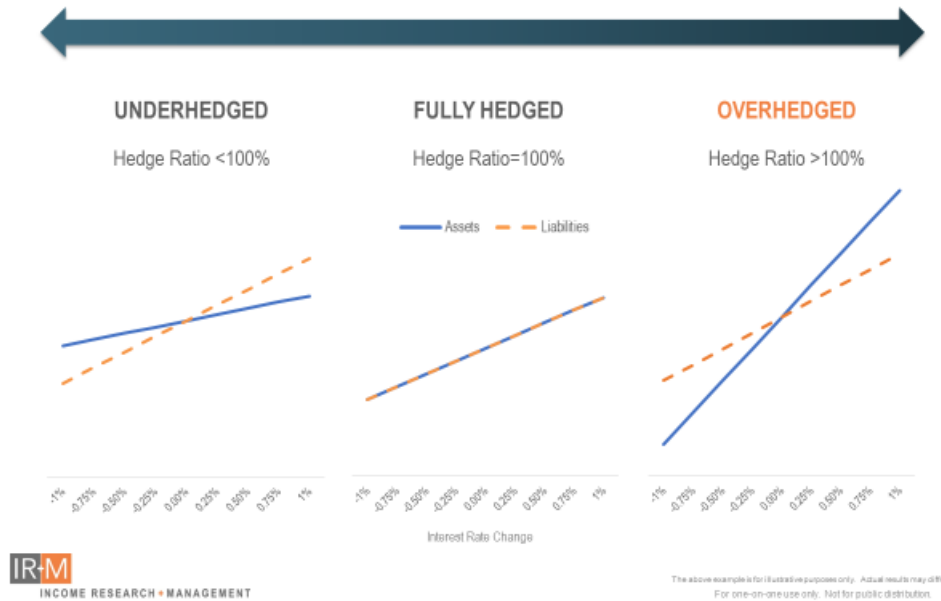 UNDERHEDGED
Hedge Ratio <100%
FULLY HEDGED
Hedge Ratio=100%
OVERHEDGED
Hedge Ratio >100%
Assets
Liabilities
-1%
-0.75%
-0.50%
-0.25%
0.00%
0.25%
0.50%
0.75%
1%
-1%
-0.75%
-0.50%
-0.25%
0.00%
0.25%
0.50%
0.75%
1%
-1%
-0.75%
-0.50%
-0.25%
0.00%
0.25%
0.50%
0.75%
1%
Interest Rate Change
IR+M
INCOME RESEARCH + MANAGEMENT
The above example is for illustrative purposes only. Actual results may diff
For one-on-one use only. Not for public distribution.